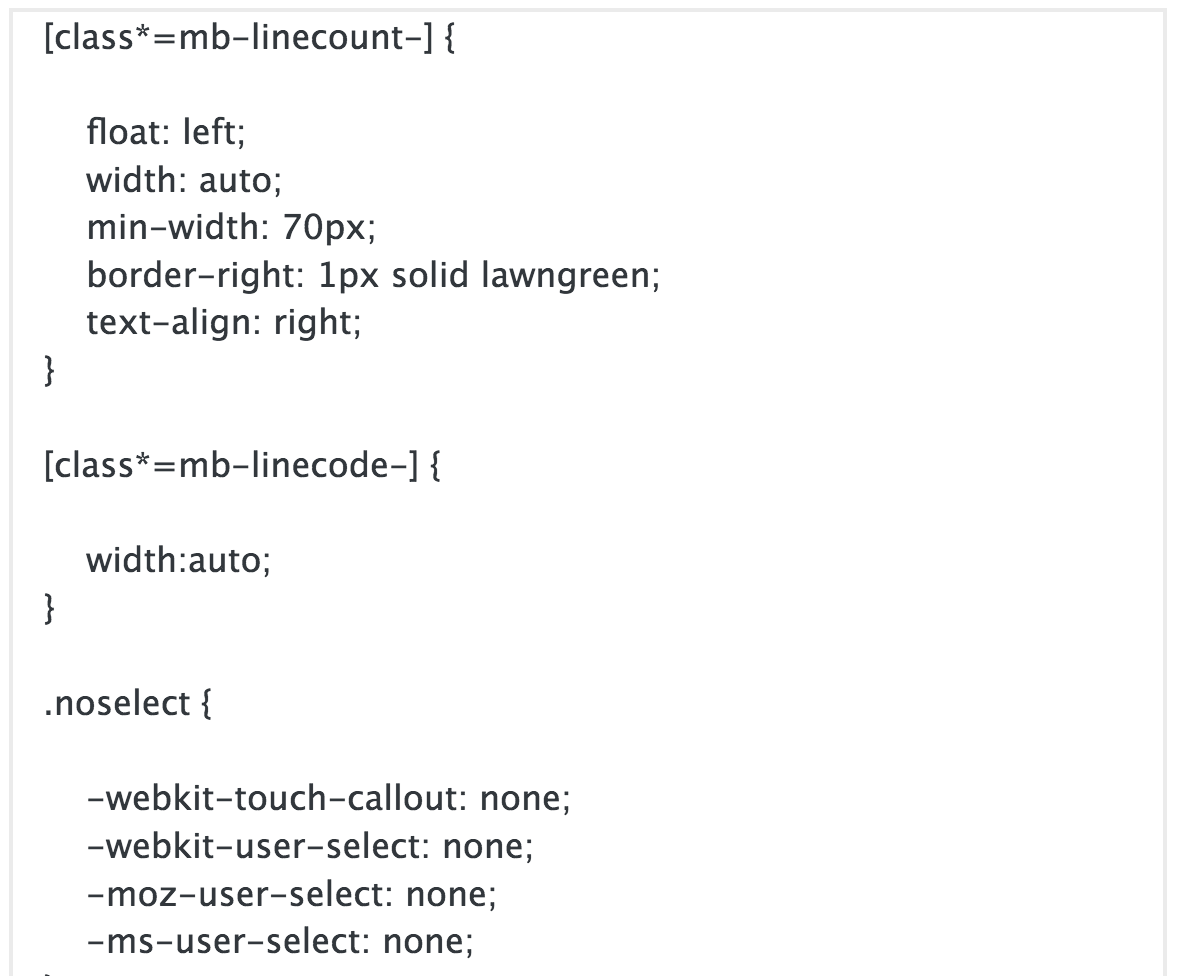 [class*=mb-linecount-] {
float: left;
width: auto;
min-width: 70px;
border-right: 1px solid lawngreen;
text-align: right;
}
[class*=mb-linecode-] {
width:auto;
}
.noselect {
-webkit-touch-callout: none;
-webkit-user-select: none;
-moz-user-select: none;
-ms-user-select: none;